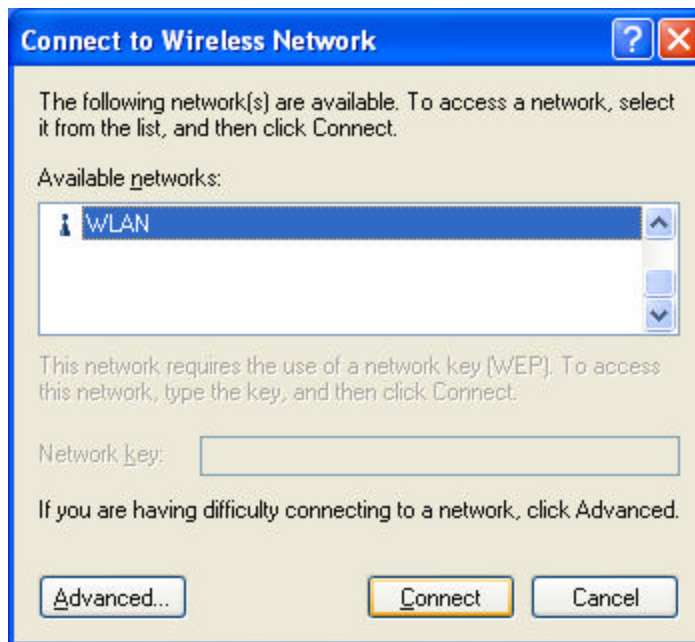 Connect to Wireless Network
The following network(s) are available. To access a network, select
it from the list, and then click Connect.
Available networks:
WLAN
This network requires the use of a network key (WEP). To access
this network, type the key, and then click Connect.
Network key:
If you are having difficulty connecting to a network, click Advanced.
Advanced... Connect Cancel